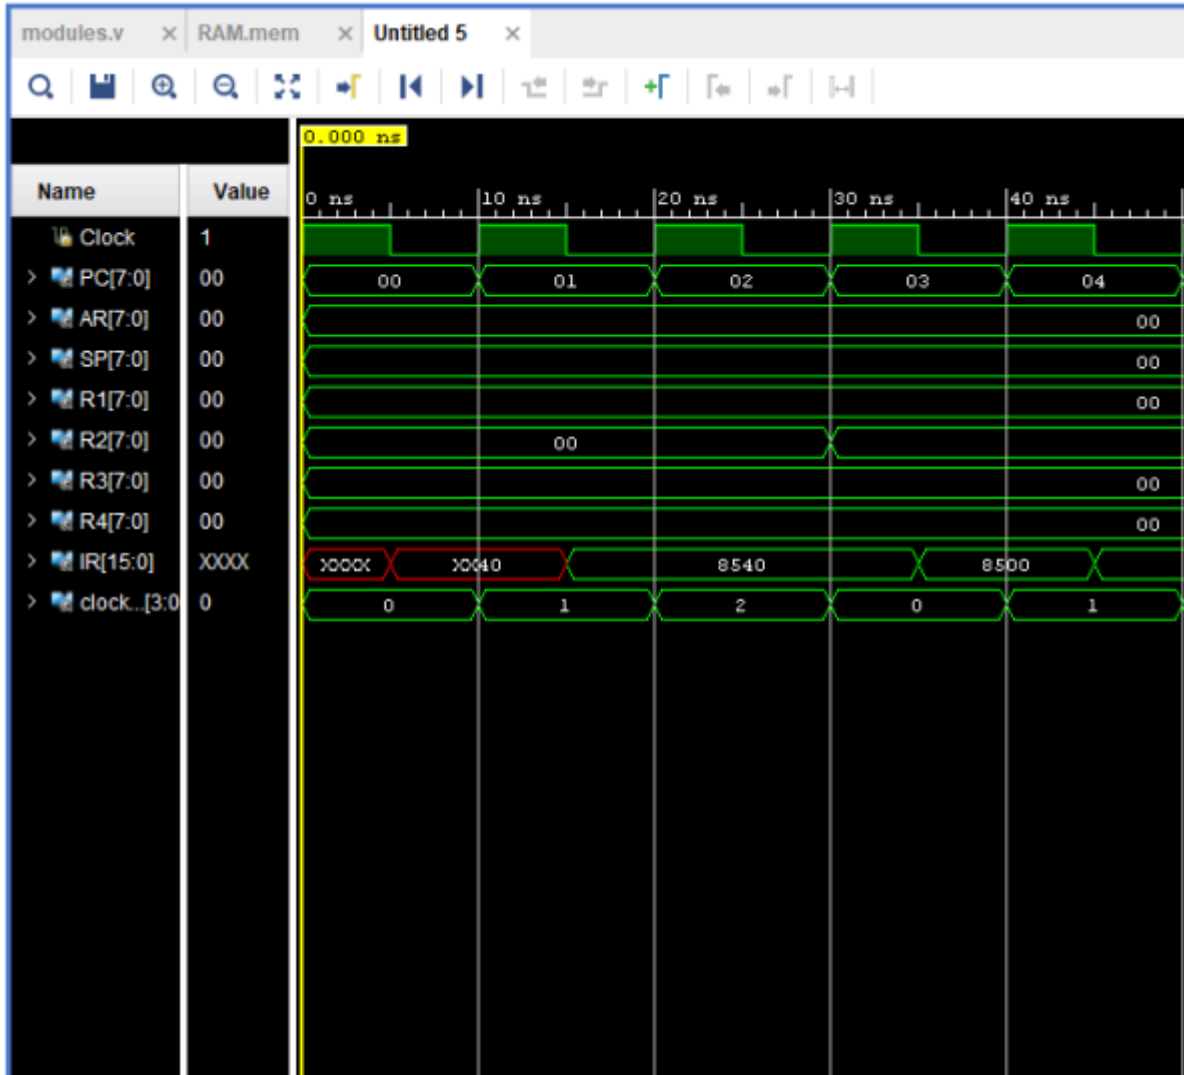 modules.v × RAM.mem × Untitled 5 ×
0.000 ns
Name Value 0 ns 10 ns 20 ns 30 ns 40 ns
Clock 1
> PC[7:0] 00 00 01 02 03 04
> AR[7:0] 00 00
> SP[7:0] 00 00
> R1[7:0] 00 00
> R2[7:0] 00 00
> R3[7:0] 00 00
> R4[7:0] 00 00
> IR[15:0] XXXX XXXX XX40 8540 8500
> clock...[3:0 0 0 1 2 0 1